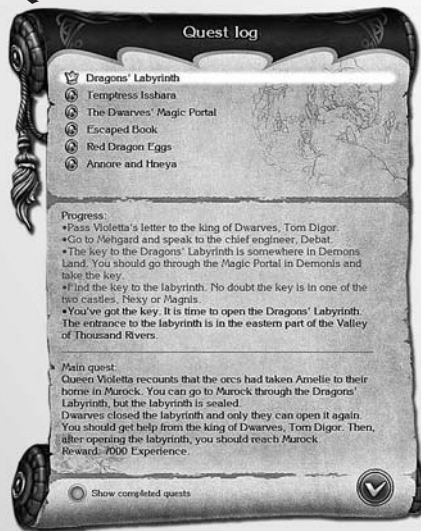 Quest log
Dragons' Labyrinth
Temptress Isshara
The Dwarves' Magic Portal
Escaped Book
Red Dragon Eggs
Annore and Hneya
Progress:
•Pass Violetta's letter to the king of Dwarves, Tom Digor.
•Go to Mehgard and speak to the chief engineer, Debat.
•The key to the Dragons' Labyrinth is somewhere in Demons
Land. You should go through the Magic Portal in Demonis and
take the key.
•Find the key to the labyrinth. No doubt the key is in one of the
two castles, Nexy or Magnis.
•You've got the key. It is time to open the Dragons' Labyrinth.
The entrance to the labyrinth is in the eastern part of the Valley
of Thousand Rivers.
Main quest:
Queen Violetta recounts that the orcs had taken Amelie to their
home in Murock. You can go to Murock through the Dragons'
Labyrinth, but the labyrinth is sealed.
Dwarves closed the labyrinth and only they can open it again.
You should get help from the king of Dwarves, Tom Digor. Then,
after opening the labyrinth, you should reach Murock.
Reward: 7000 Experience.
Show completed quests